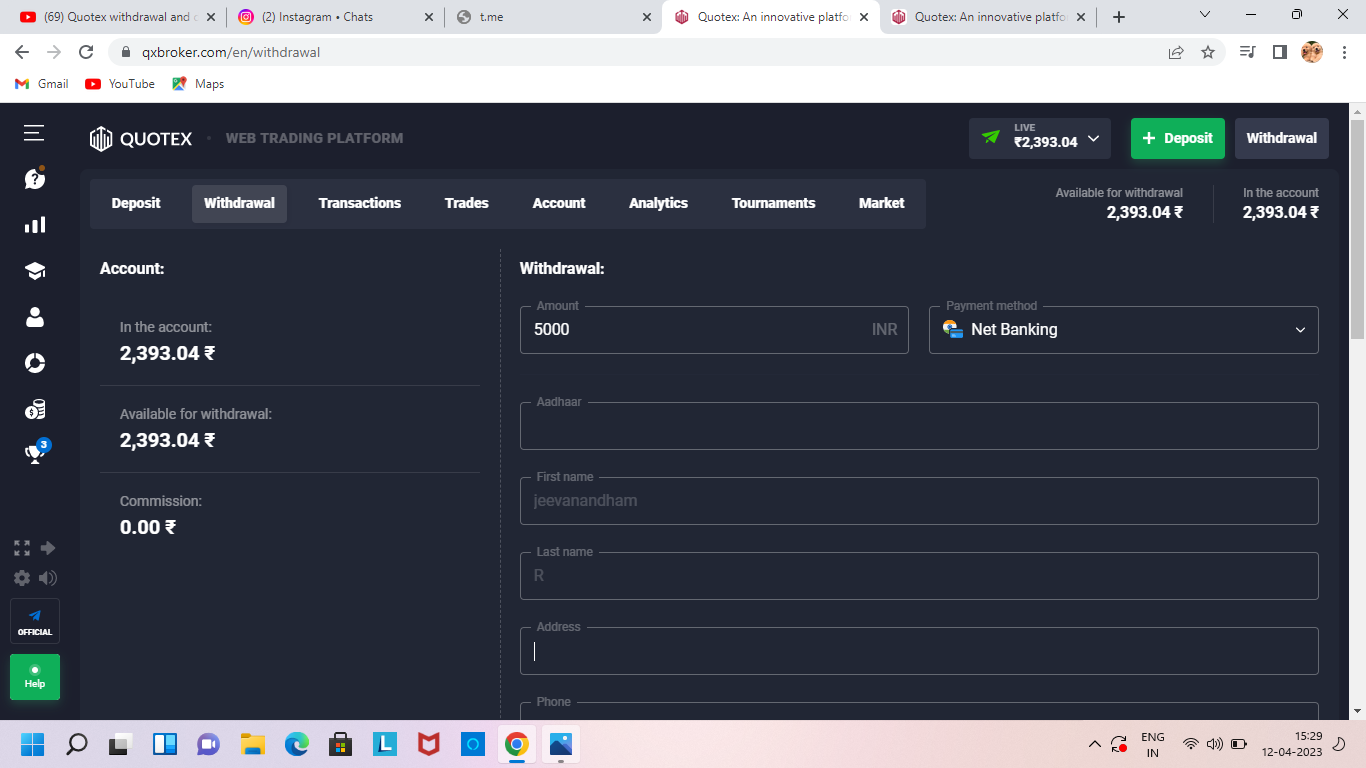 (69) Quotex withdrawal and
(2) Instagram • Chats
t.me
Quotex: An innovative platfo
Quotex: An innovative platfo
qxbroker.com/en/withdrawal
Gmail
YouTube
Maps
QUOTEX
WEB TRADING PLATFORM
LIVE
₹2,393.04
+ Deposit
Withdrawal
Deposit
Withdrawal
Transactions
Trades
Account
Analytics
Tournaments
Market
Available for withdrawal
2,393.04 ₹
In the account
2,393.04 ₹
Account:
In the account:
2,393.04 ₹
Available for withdrawal:
2,393.04 ₹
Commission:
0.00 ₹
Withdrawal:
Amount
5000 INR
Payment method
Net Banking
Aadhaar
First name
jeevanandham
Last name
R
Address
Phone
3
OFFICIAL
Help
L
ENG
IN
15:29
12-04-2023